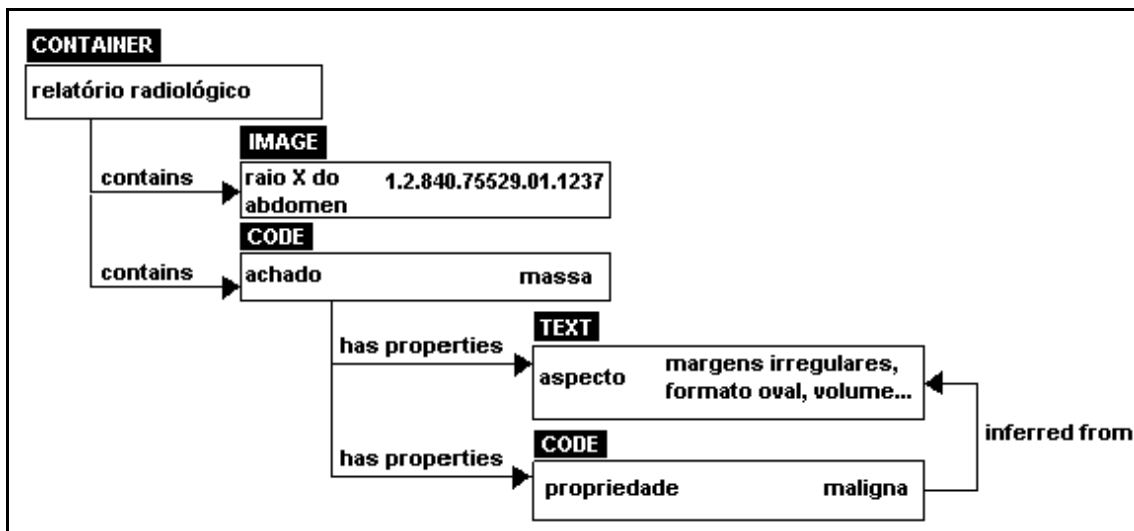 CONTAINER
relatório radiológico
IMAGE
contains
raio X do 1.2.840.75529.01.1237
abdomen
CODE
contains
achado massa
TEXT
has properties
aspecto margens irregulares,
formato oval, volume...
inferred from
CODE
has properties
propriedade maligna